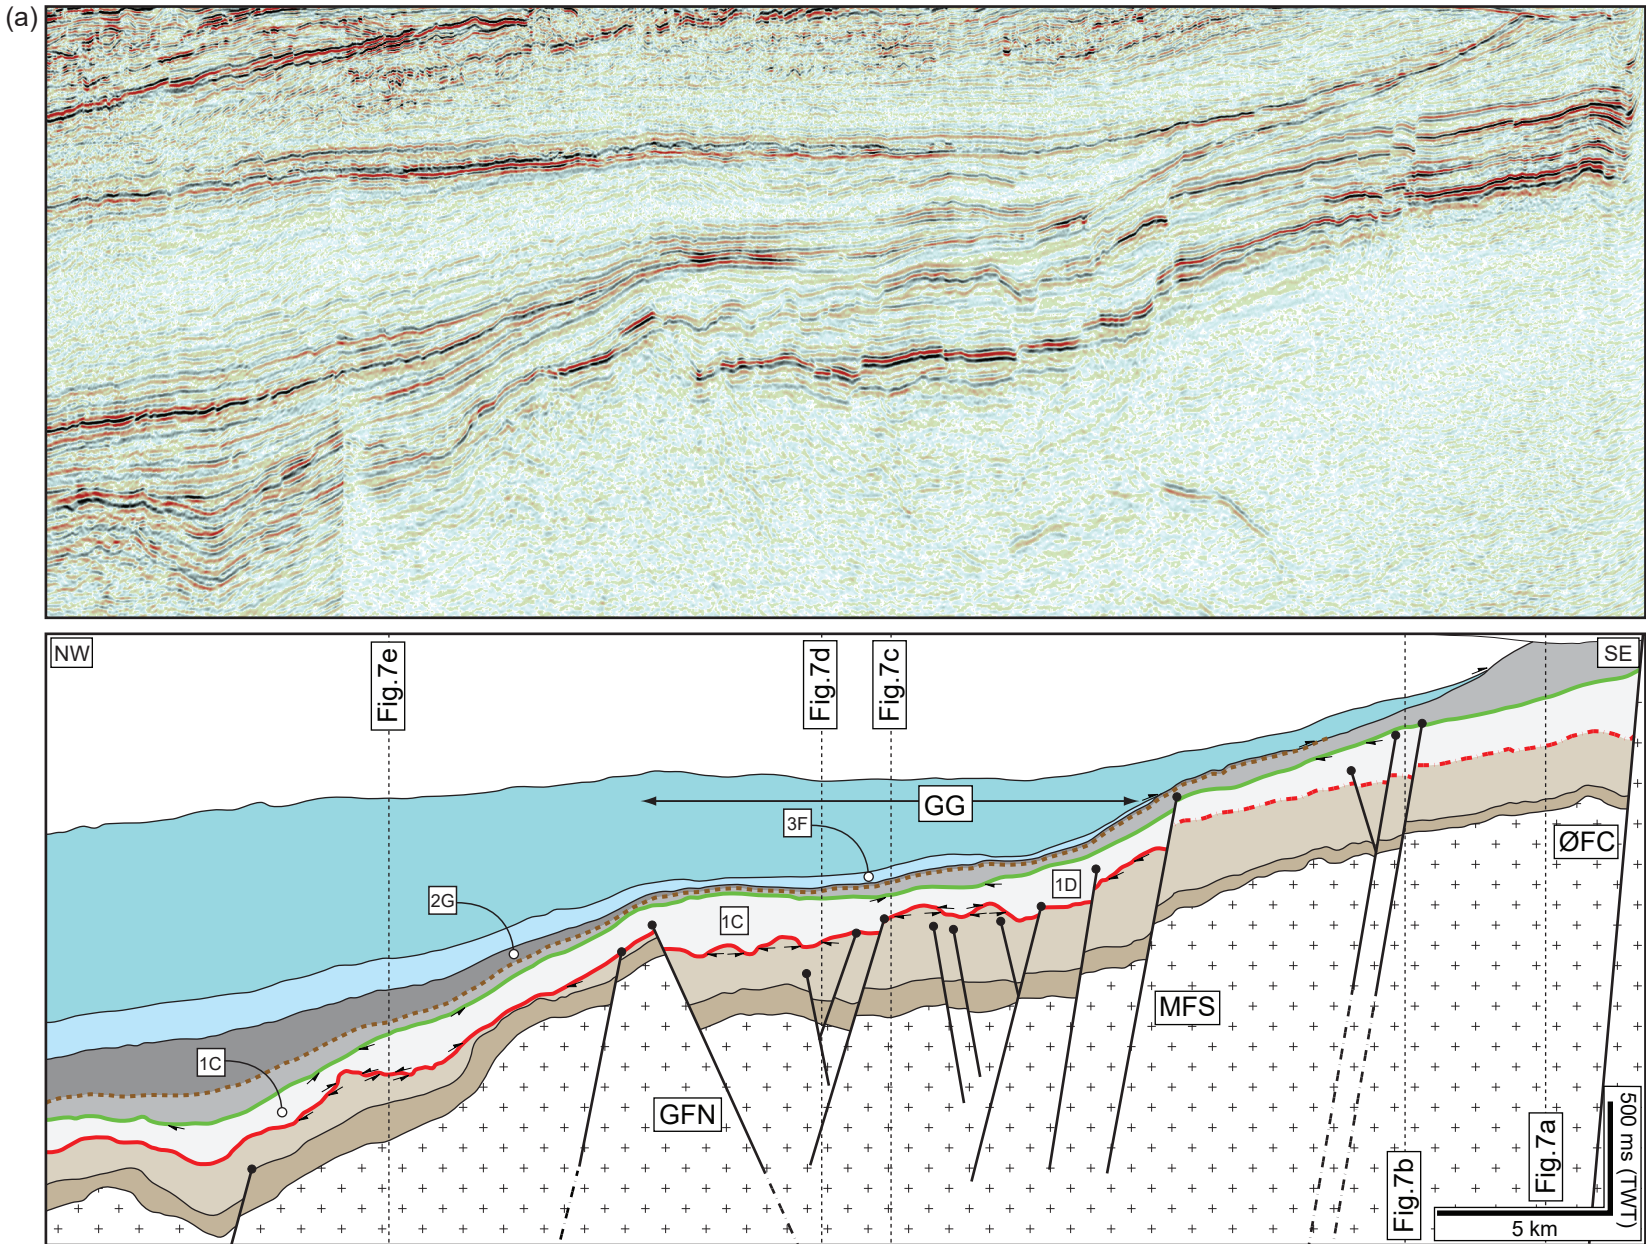 (a)
NW
Fig.7e
Fig.7d
Fig.7c
SE
GG
3F
ØFC
1D
2G
1C
MFS
1C
GFN
Fig.7b
Fig.7a
500 ms (TWT)
5 km